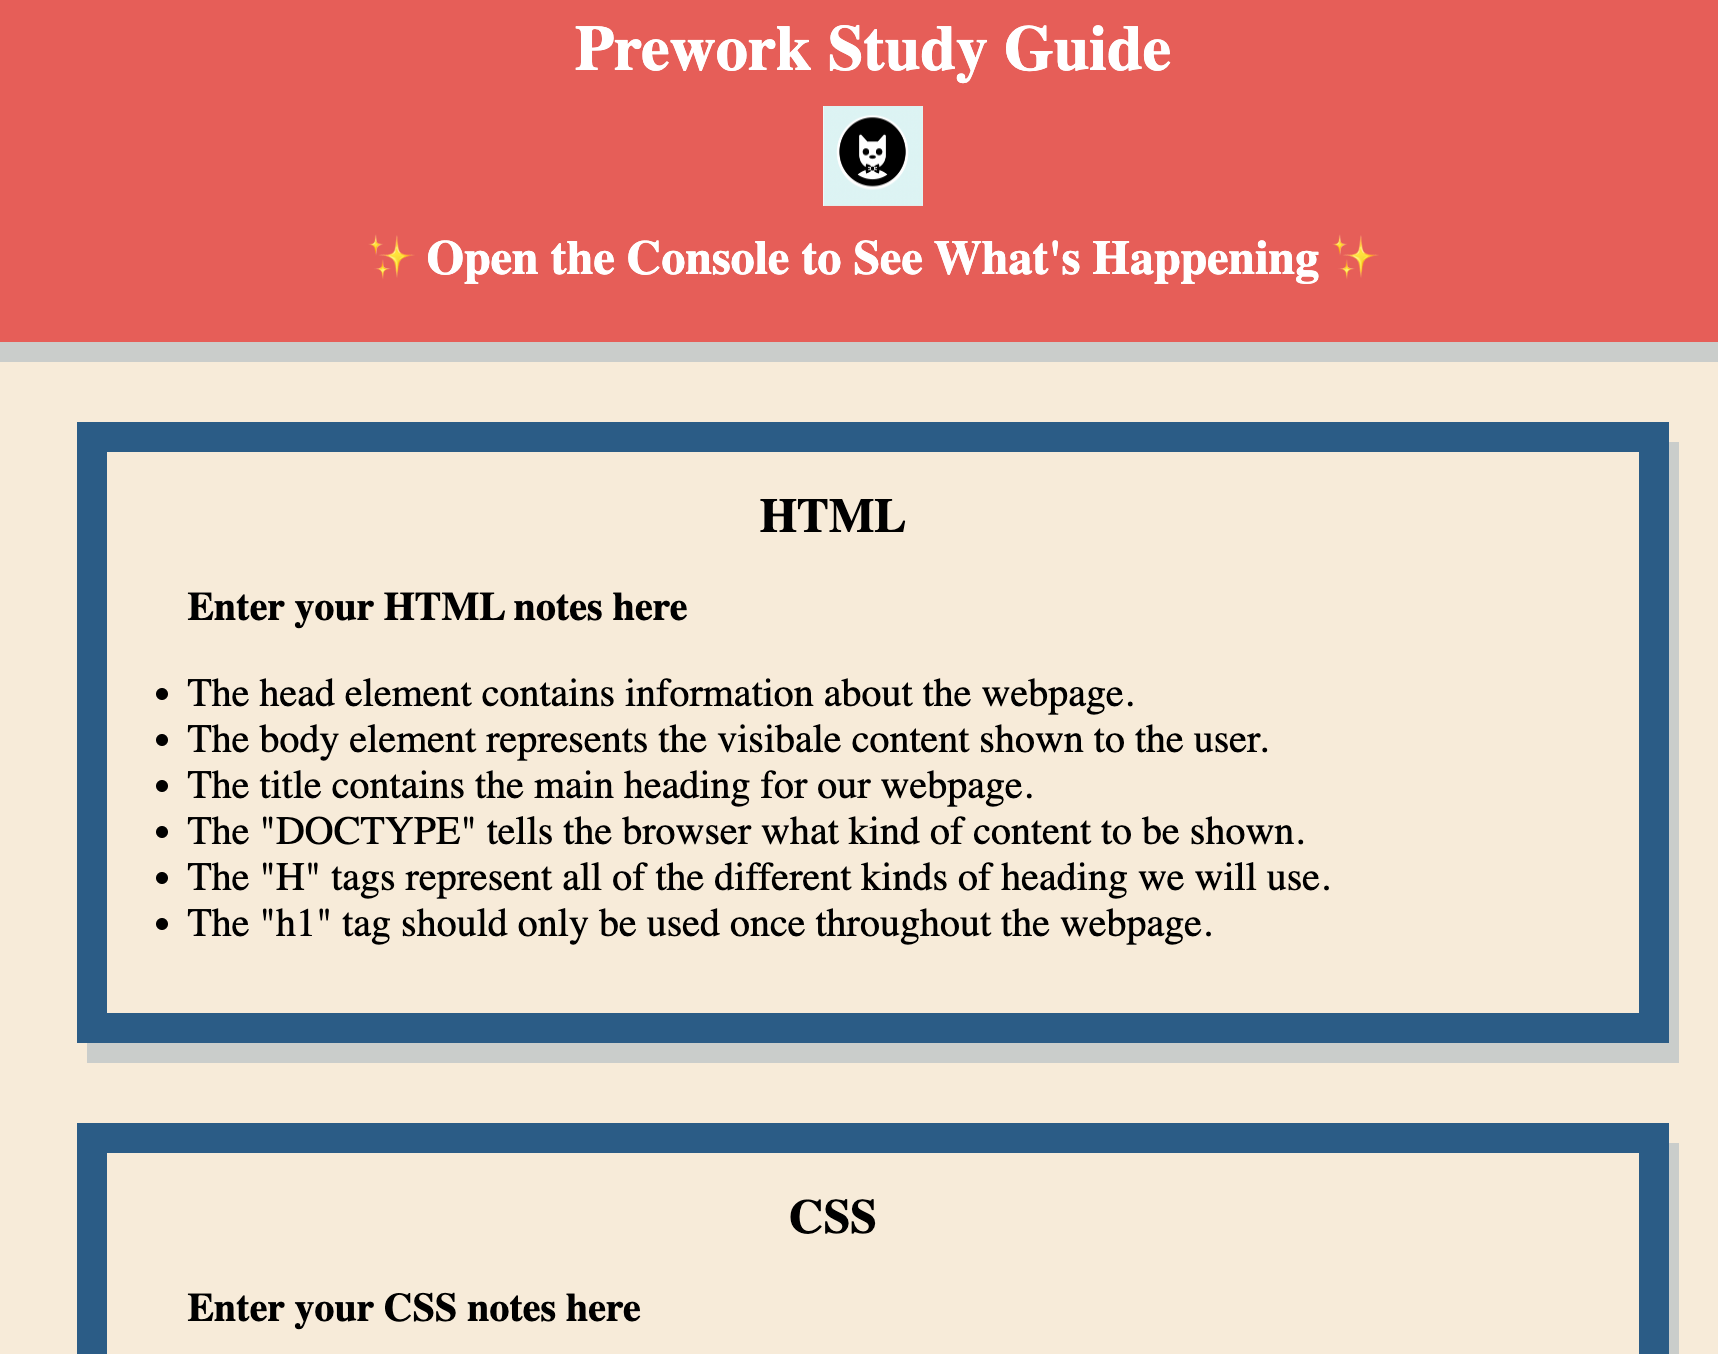 Prework Study Guide
✨ Open the Console to See What's Happening ✨
HTML
Enter your HTML notes here
• The head element contains information about the webpage.
• The body element represents the visibale content shown to the user.
• The title contains the main heading for our webpage.
• The "DOCTYPE" tells the browser what kind of content to be shown.
• The "H" tags represent all of the different kinds of heading we will use.
• The "h1" tag should only be used once throughout the webpage.
CSS
Enter your CSS notes here